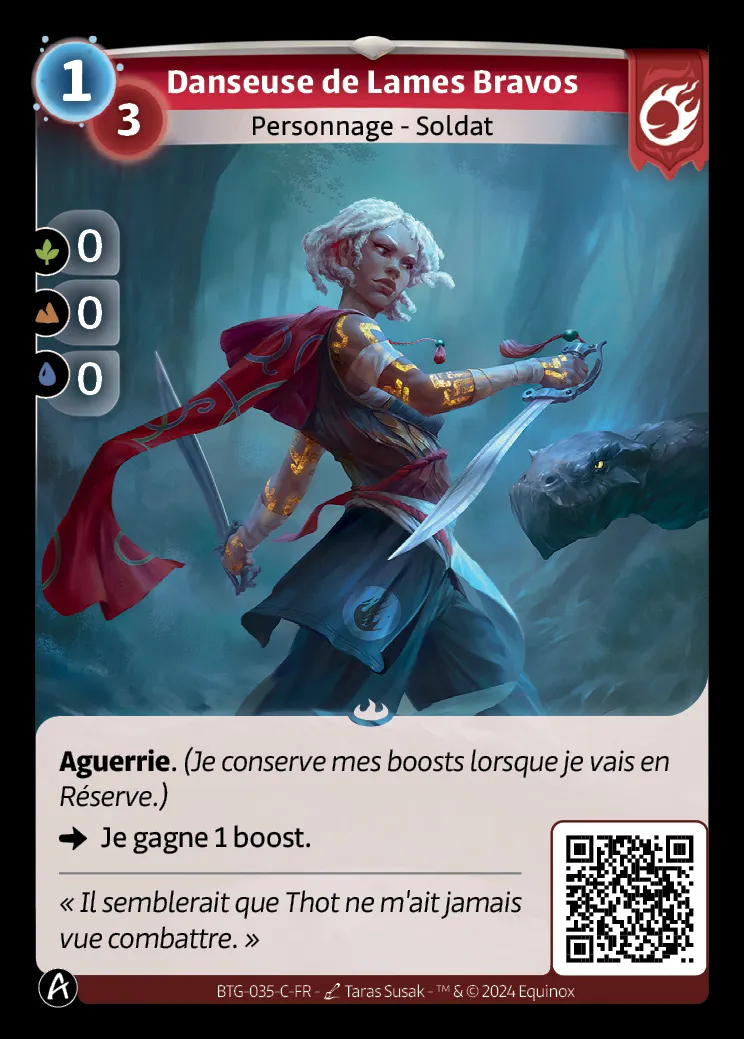 1
Danseuse de Lames Bravos
3
Personnage - Soldat
0
0
0
Aguerrie. (Je conserve mes boosts lorsque je vais en
Réserve.)
Je gagne 1 boost.
« Il semblerait que Thot ne m'ait jamais
vue combattre. »
BTG-035-C-FR - Taras Susak - ™ & © 2024 Equinox